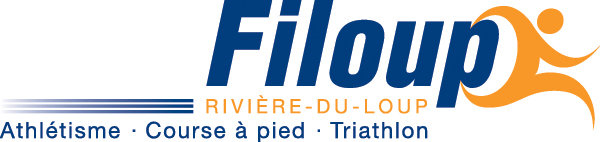 Filoup
RIVIÈRE-DU-LOUP
Athlétisme · Course à pied · Triathlon